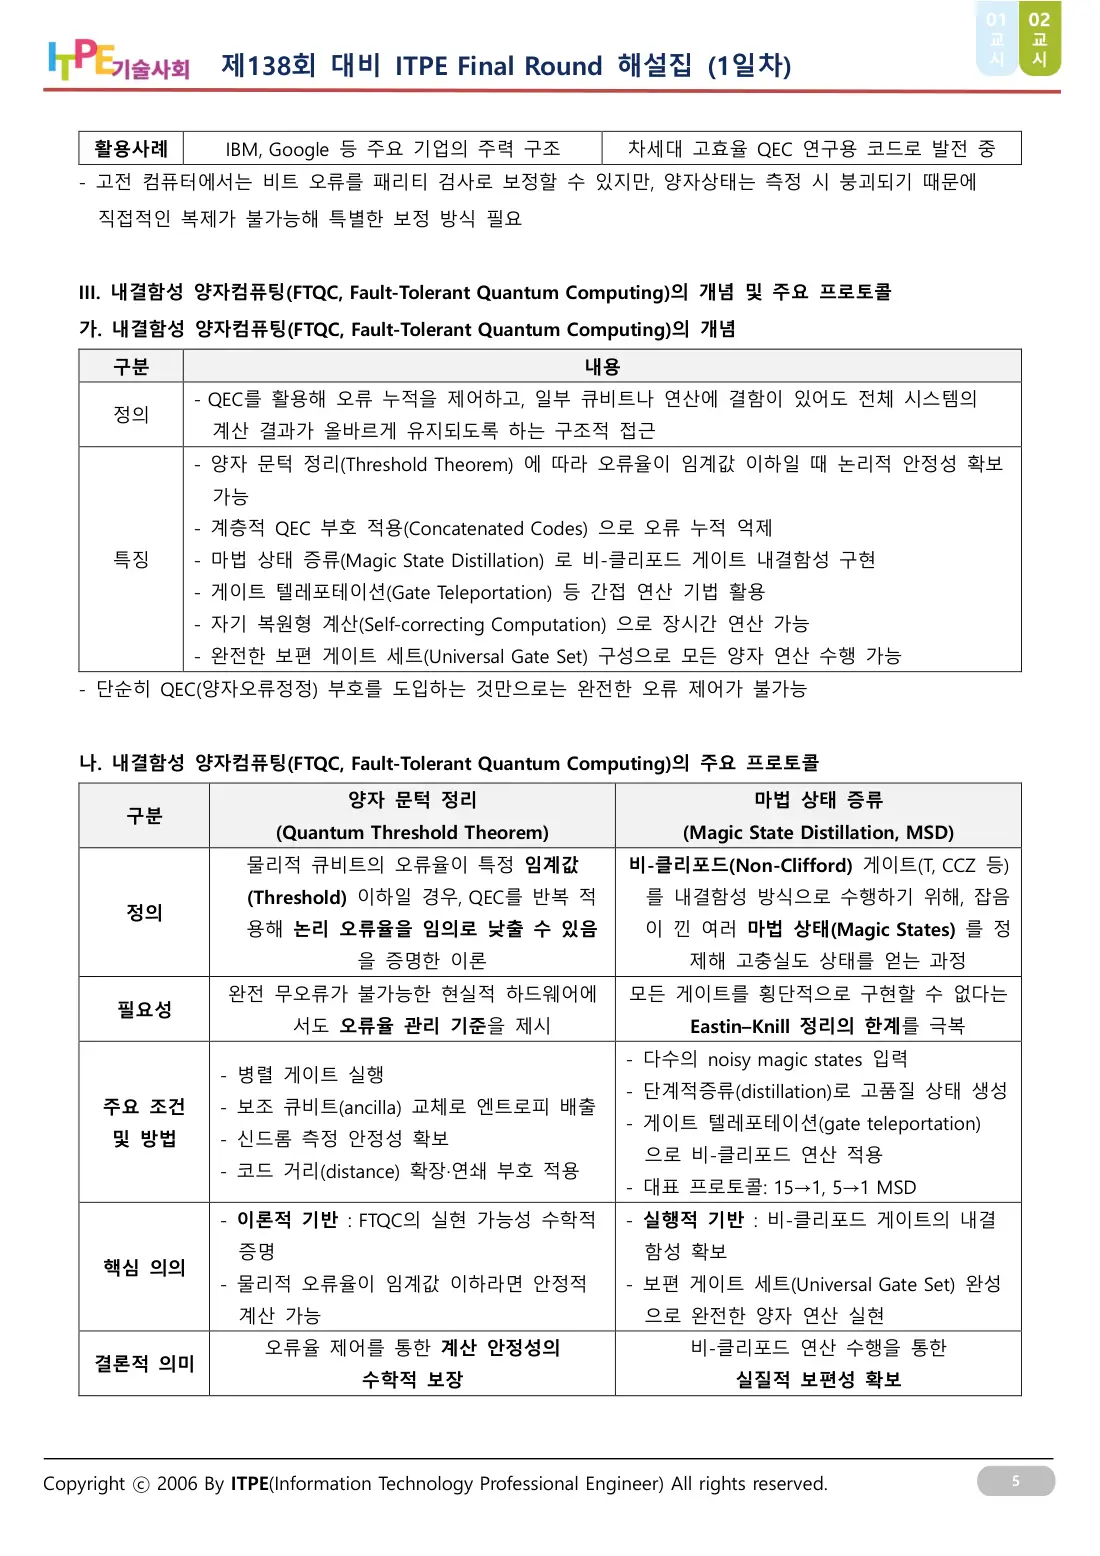 01
교
시
02
교
시
ITPE기술사회 제138회 대비 ITPE Final Round 해설집 (1일차)
활용사례 IBM, Google 등 주요 기업의 주력 구조 차세대 고효율 QEC 연구용 코드로 발전 중
- 고전 컴퓨터에서는 비트 오류를 패리티 검사로 보정할 수 있지만, 양자상태는 측정 시 붕괴되기 때문에
직접적인 복제가 불가능해 특별한 보정 방식 필요
III. 내결함성 양자컴퓨팅(FTQC, Fault-Tolerant Quantum Computing)의 개념 및 주요 프로토콜
가. 내결함성 양자컴퓨팅(FTQC, Fault-Tolerant Quantum Computing)의 개념
구분 내용
정의
- QEC를 활용해 오류 누적을 제어하고, 일부 큐비트나 연산에 결함이 있어도 전체 시스템의
계산 결과가 올바르게 유지되도록 하는 구조적 접근
특징
- 양자 문턱 정리(Threshold Theorem) 에 따라 오류율이 임계값 이하일 때 논리적 안정성 확보
가능
- 계층적 QEC 부호 적용(Concatenated Codes) 으로 오류 누적 억제
- 마법 상태 증류(Magic State Distillation) 로 비-클리포드 게이트 내결함성 구현
- 게이트 텔레포테이션(Gate Teleportation) 등 간접 연산 기법 활용
- 자기 복원형 계산(Self-correcting Computation) 으로 장시간 연산 가능
- 완전한 보편 게이트 세트(Universal Gate Set) 구성으로 모든 양자 연산 수행 가능
- 단순히 QEC(양자오류정정) 부호를 도입하는 것만으로는 완전한 오류 제어가 불가능
나. 내결함성 양자컴퓨팅(FTQC, Fault-Tolerant Quantum Computing)의 주요 프로토콜
구분
양자 문턱 정리
(Quantum Threshold Theorem)
마법 상태 증류
(Magic State Distillation, MSD)
정의
물리적 큐비트의 오류율이 특정 임계값
(Threshold) 이하일 경우, QEC를 반복 적
용해 논리 오류율을 임의로 낮출 수 있음
을 증명한 이론
비-클리포드(Non-Clifford) 게이트(T, CCZ 등)
를 내결함성 방식으로 수행하기 위해, 잡음
이 낀 여러 마법 상태(Magic States) 를 정
제해 고충실도 상태를 얻는 과정
필요성
완전 무오류가 불가능한 현실적 하드웨어에
서도 오류율 관리 기준을 제시
모든 게이트를 횡단적으로 구현할 수 없다는
Eastin–Knill 정리의 한계를 극복
주요 조건
및 방법
- 병렬 게이트 실행
- 보조 큐비트(ancilla) 교체로 엔트로피 배출
- 신드롬 측정 안정성 확보
- 코드 거리(distance) 확장·연쇄 부호 적용
- 다수의 noisy magic states 입력
- 단계적증류(distillation)로 고품질 상태 생성
- 게이트 텔레포테이션(gate teleportation)
으로 비-클리포드 연산 적용
- 대표 프로토콜: 15→1, 5→1 MSD
핵심 의의
- 이론적 기반 : FTQC의 실현 가능성 수학적
증명
- 물리적 오류율이 임계값 이하라면 안정적
계산 가능
- 실행적 기반 : 비-클리포드 게이트의 내결
함성 확보
- 보편 게이트 세트(Universal Gate Set) 완성
으로 완전한 양자 연산 실현
결론적 의미
오류율 제어를 통한 계산 안정성의
수학적 보장
비-클리포드 연산 수행을 통한
실질적 보편성 확보
Copyright ⓒ 2006 By ITPE(Information Technology Professional Engineer) All rights reserved.
5